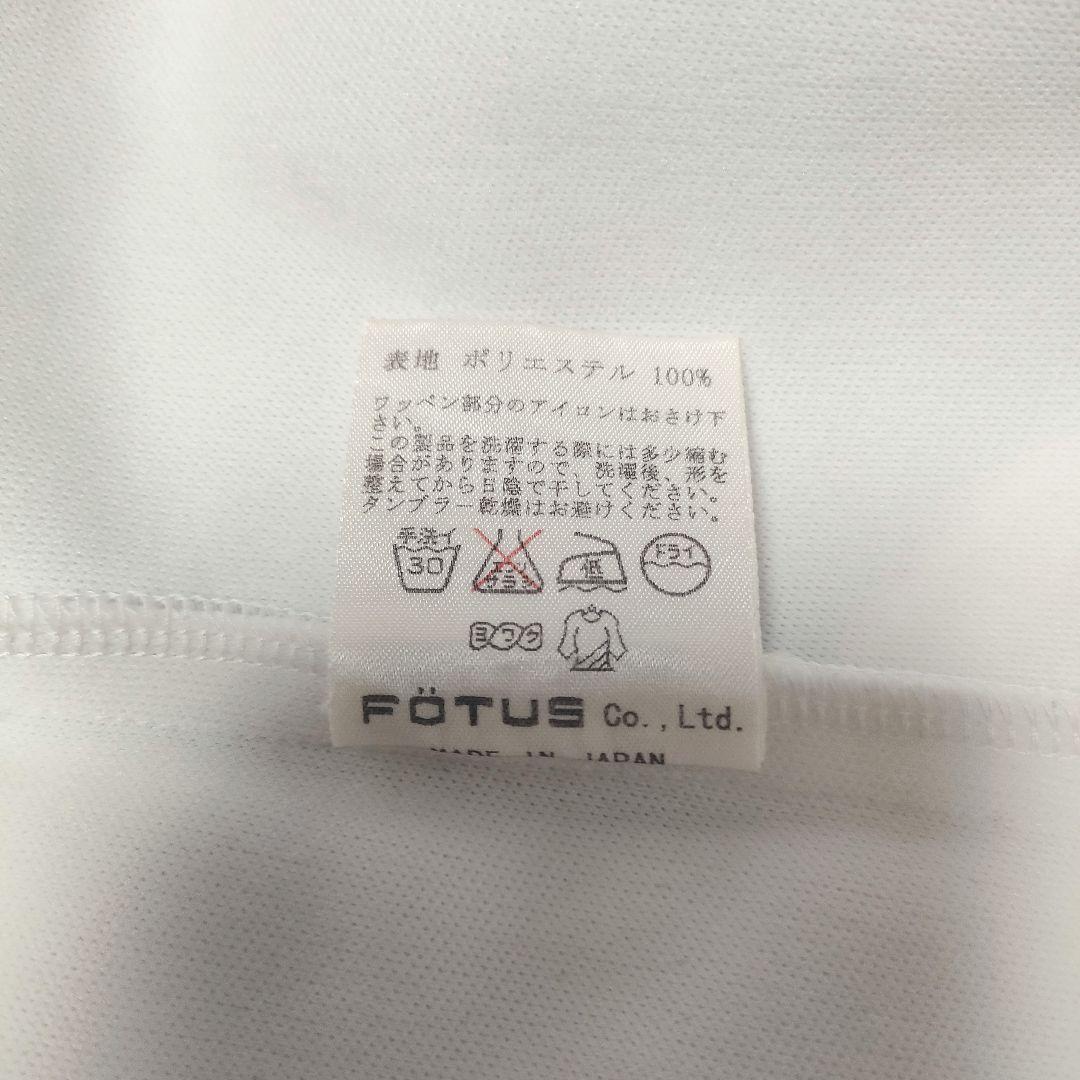 表地 ポリエステル 100%
ワッペン部分のアイロンはおさけ下
さい。
この製品を洗濯する際には多少縮む
場合がありますので、洗濯後、形を
整えてから日陰で干してください。
タンブラー乾燥はお避けください。
手洗イ 30 エンソサラシ 低 ドライ
ヨワク
FÖTUS Co.,Ltd.
MADE IN JAPAN